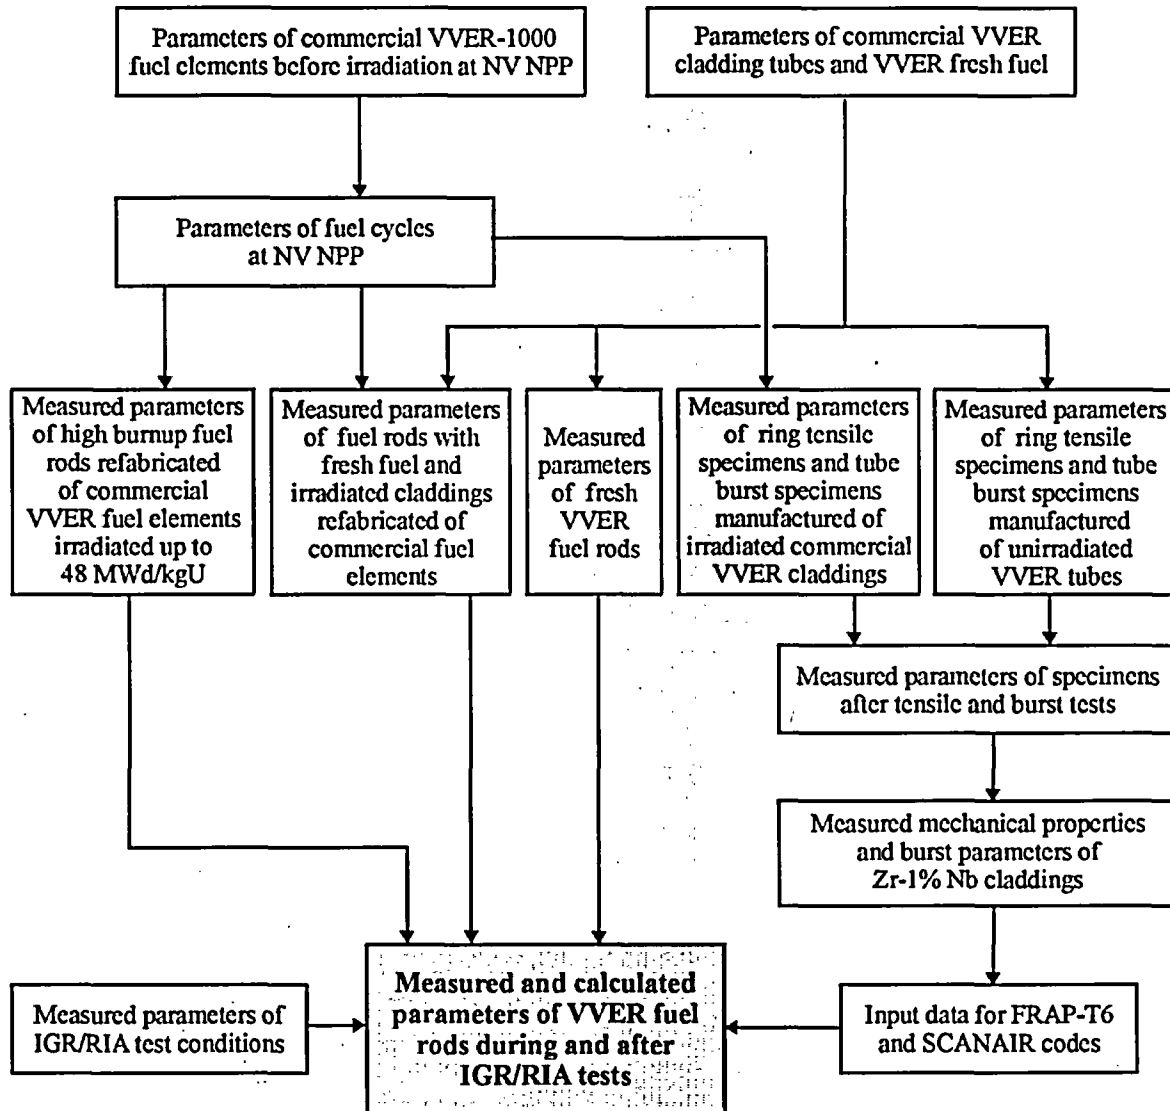 Parameters of commercial VVER-1000
fuel elements before irradiation at NV NPP
Parameters of commercial VVER
cladding tubes and VVER fresh fuel
Parameters of fuel cycles
at NV NPP
Measured parameters
of high burnup fuel
rods refabricated
of commercial
VVER fuel elements
irradiated up to
48 MWd/kgU
Measured parameters
of fuel rods with
fresh fuel and
irradiated claddings
refabricated of
commercial fuel
elements
Measured
parameters
of fresh
VVER
fuel rods
Measured parameters
of ring tensile
specimens and tube
burst specimens
manufactured of
irradiated commercial
VVER claddings
Measured parameters
of ring tensile
specimens and tube
burst specimens
manufactured
of unirradiated
VVER tubes
Measured parameters of specimens
after tensile and burst tests
Measured mechanical properties
and burst parameters of
Zr-1% Nb claddings
Measured parameters of
IGR/RIA test conditions
Measured and calculated
parameters of VVER fuel
rods during and after
IGR/RIA tests
Input data for FRAP-T6
and SCANAIR codes